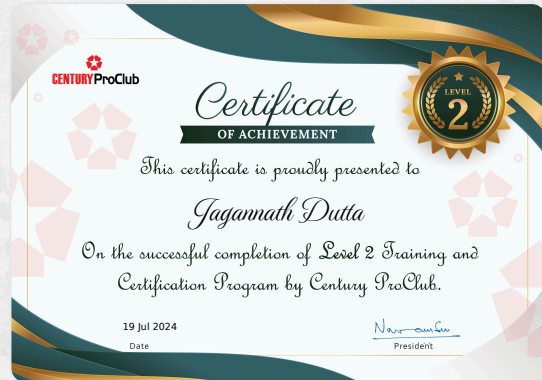 CENTURY ProClub
Certificate
OF ACHIEVEMENT
LEVEL
2
This certificate is proudly presented to
Jagannath Dutta
On the successful completion of Level 2 Training and
Certification Program by Century ProClub.
19 Jul 2024
Date
President